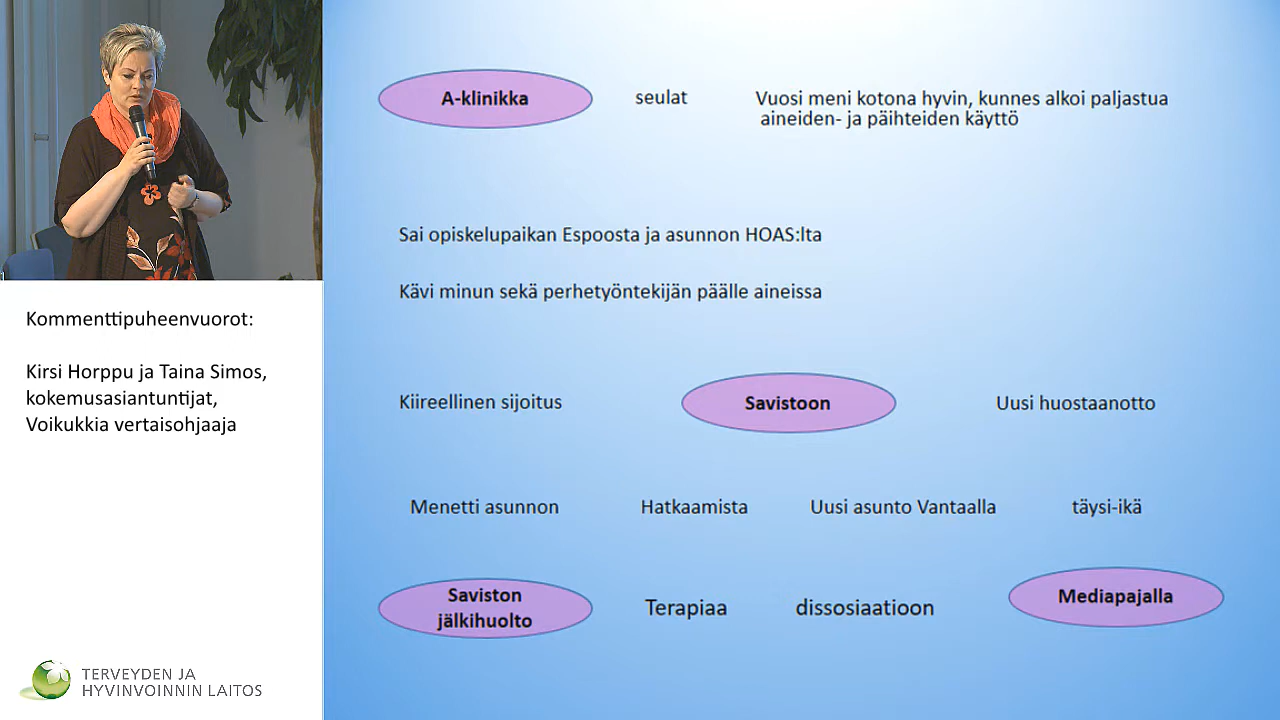 A-klinikka
seulat
Vuosi meni kotona hyvin, kunnes alkoi paljastua
aineiden- ja päihteiden käyttö
Sai opiskelupaikan Espoosta ja asunnon HOAS:lta
Kävi minun sekä perhetyöntekijän päälle aineissa
Kiireellinen sijoitus
Savistoon
Uusi huostaanotto
Menetti asunnon
Hatkaamista
Uusi asunto Vantaalla
täysi-ikä
Saviston
jälkihuolto
Terapiaa
dissosiaatioon
Mediapajalla
Kommenttipuheenvuorot:
Kirsi Horppu ja Taina Simos,
kokemusasiantuntijat,
Voikukkia vertaisohjaaja
TERVEYDEN JA
HYVINVOINNIN LAITOS